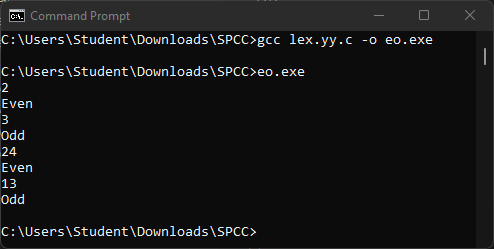 Command Prompt
C:\Users\Student\Downloads\SPCC>gcc lex.yy.c -o eo.exe
C:\Users\Student\Downloads\SPCC>eo.exe
2
Even
3
Odd
24
Even
13
Odd
C:\Users\Student\Downloads\SPCC>